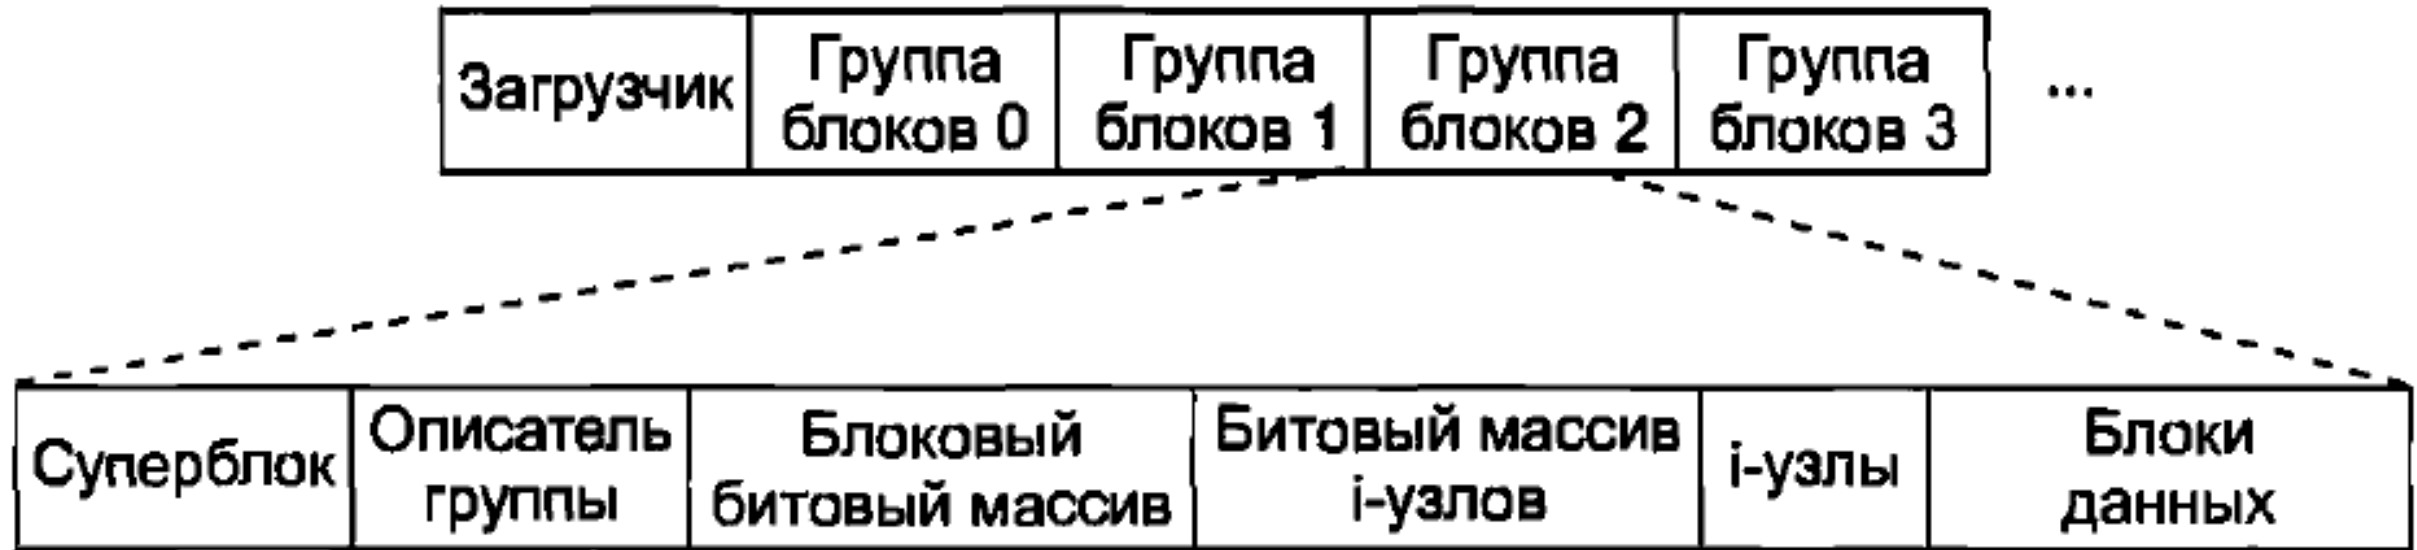 Загрузчик
Группа
блоков 0
Группа
блоков 1
Группа
блоков 2
Группа
блоков 3
...
Суперблок
Описатель
группы
Блоковый
битовый массив
Битовый массив
i-узлов
i-узлы
Блоки
данных